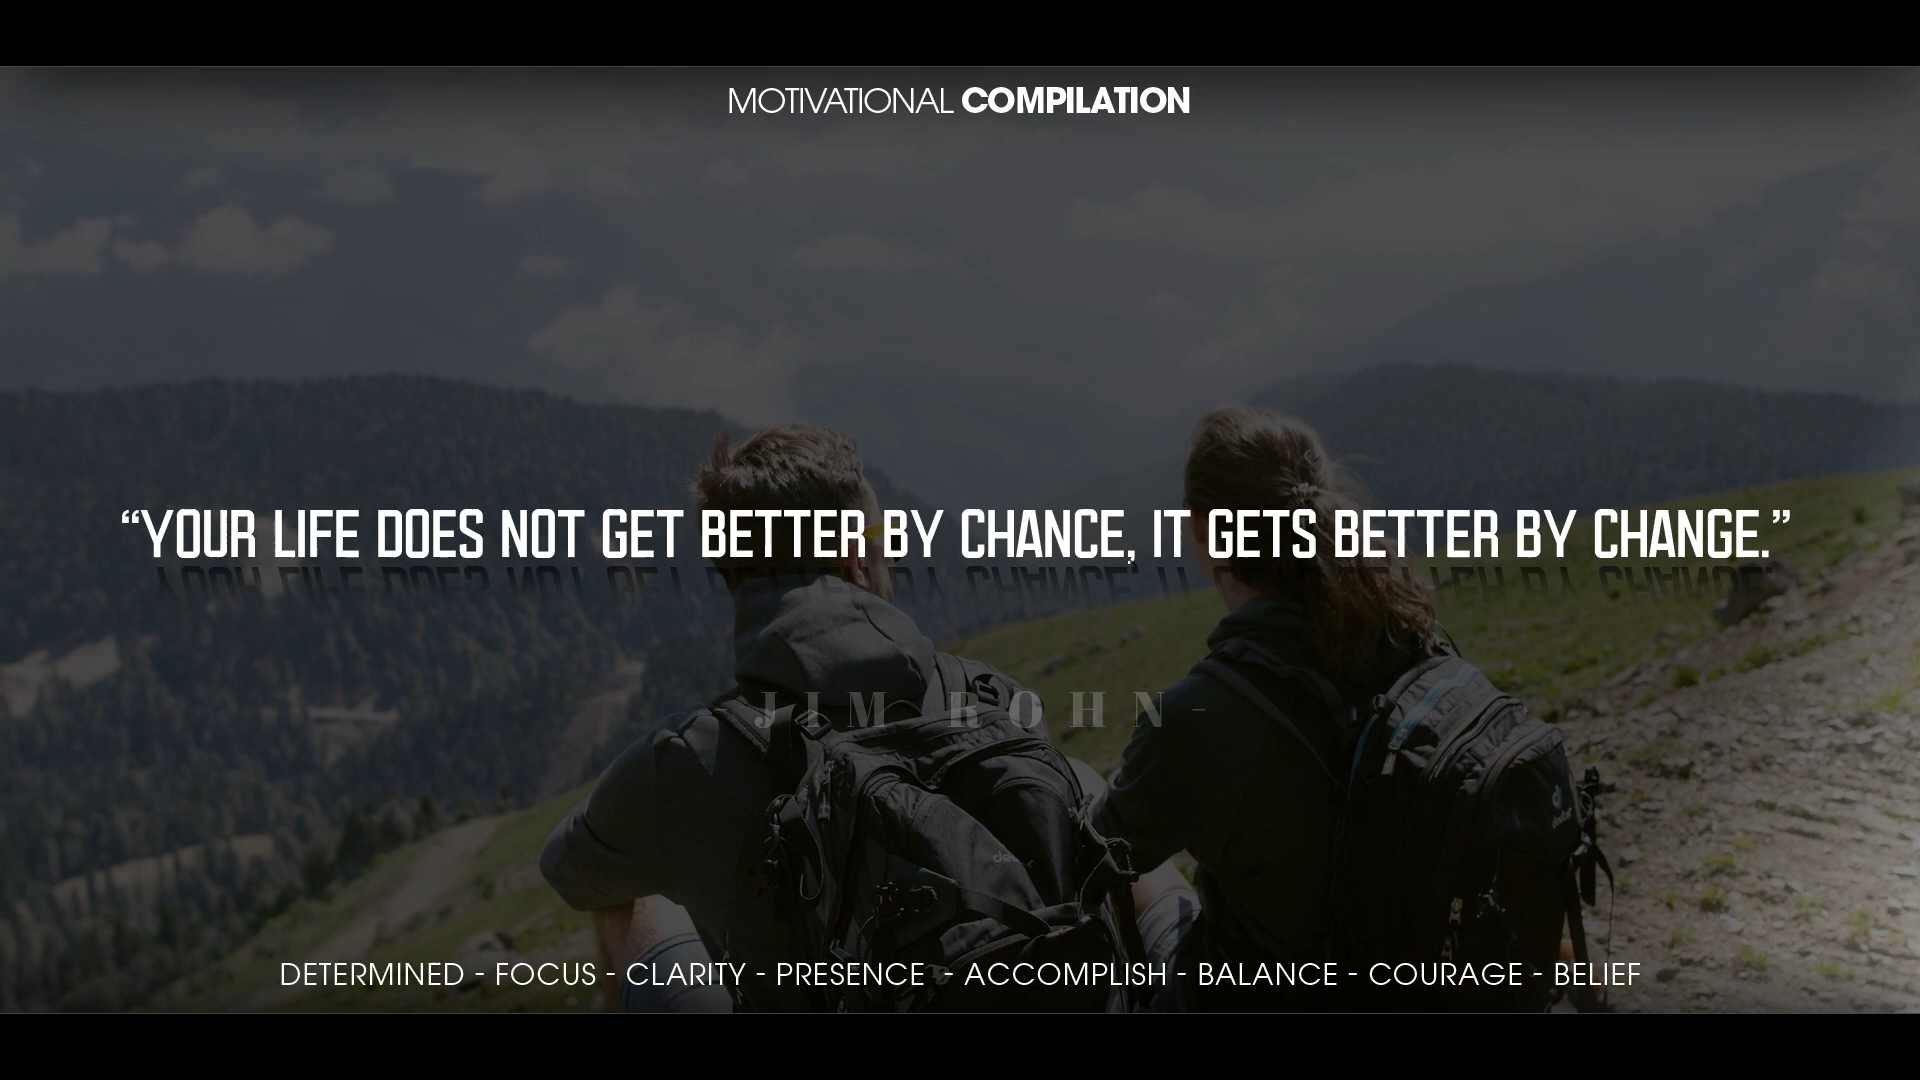 MOTIVATIONAL COMPILATION
“YOUR LIFE DOES NOT GET BETTER BY CHANCE, IT GETS BETTER BY CHANGE.”
- JIM ROHN -
DETERMINED - FOCUS - CLARITY - PRESENCE - ACCOMPLISH - BALANCE - COURAGE - BELIEF